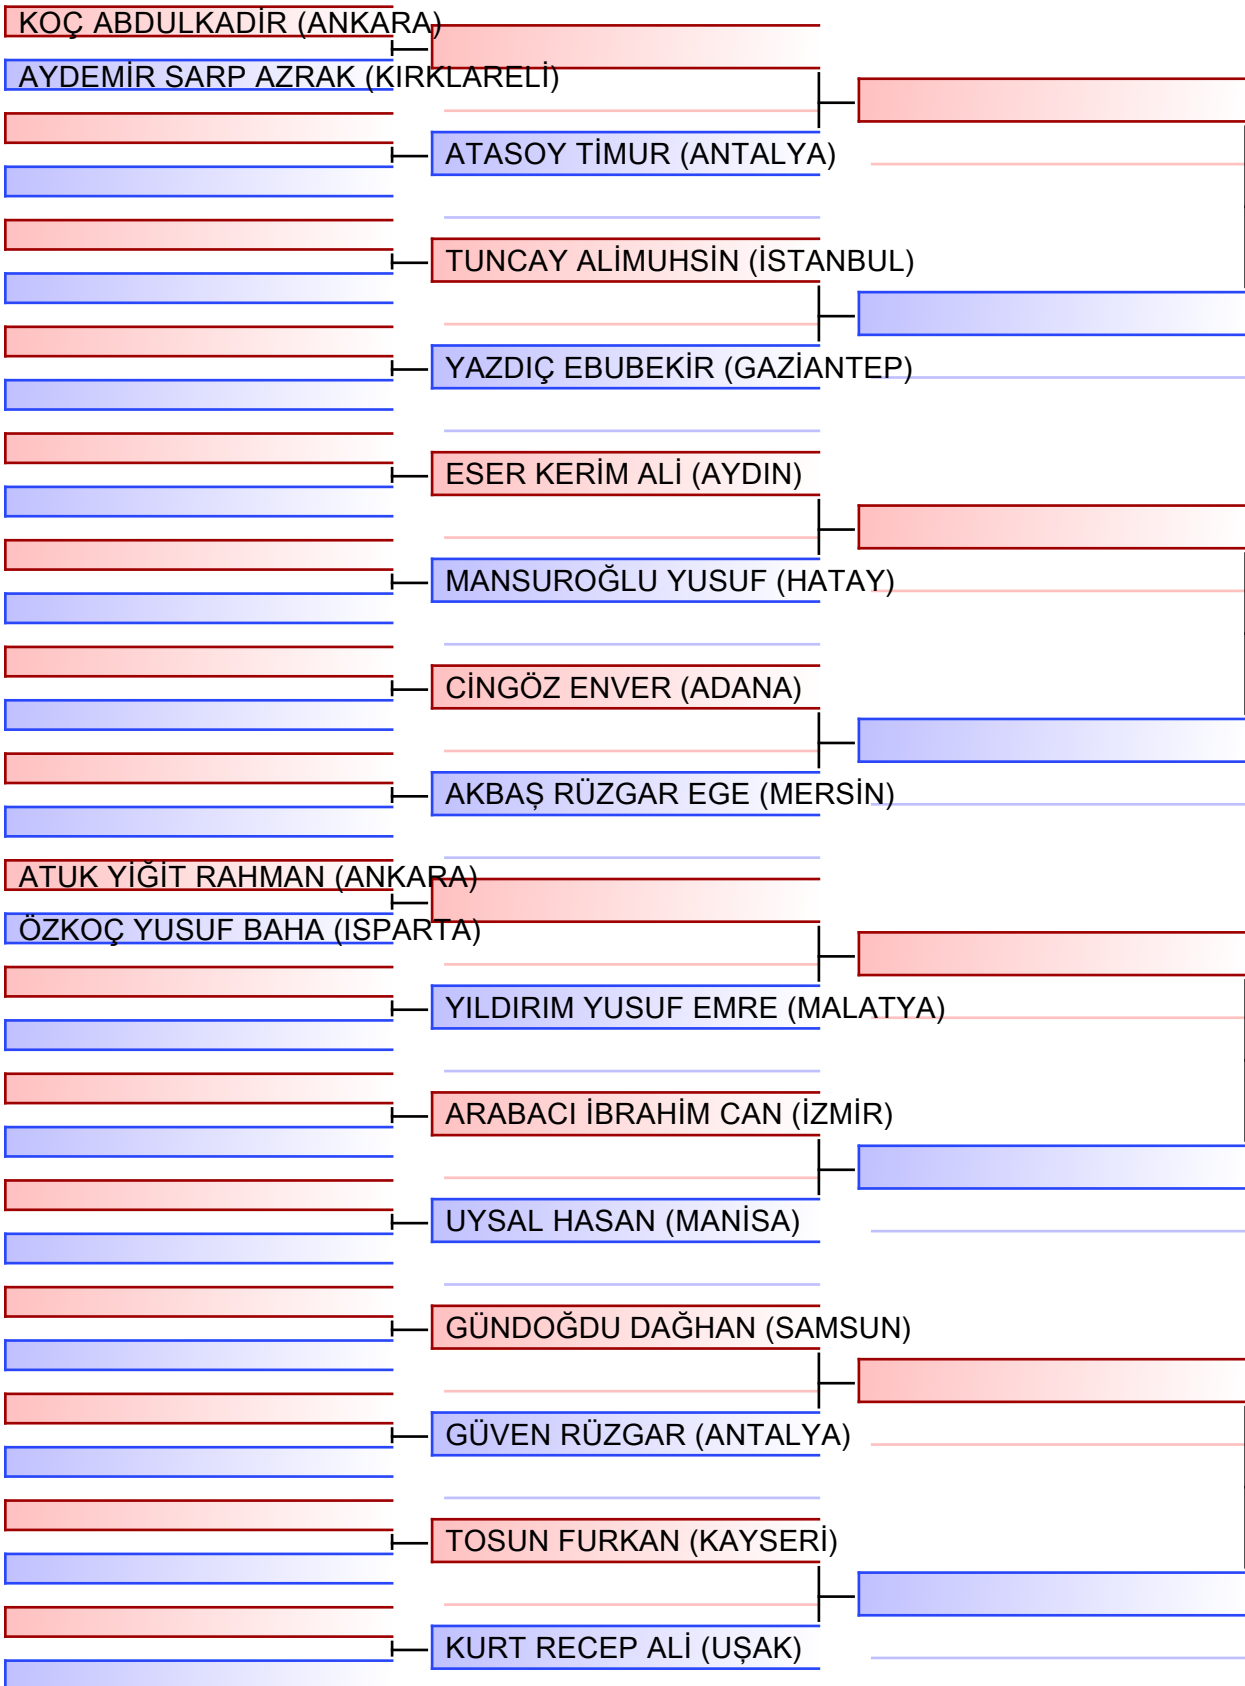 KOÇ ABDULKADİR (ANKARA)
AYDEMİR SARP AZRAK (KIRKLARELİ)
ATASOY TİMUR (ANTALYA)
TUNCAY ALİMUHSİN (İSTANBUL)
YAZDIÇ EBUBEKİR (GAZİANTEP)
ESER KERİM ALİ (AYDIN)
MANSUROĞLU YUSUF (HATAY)
CİNGÖZ ENVER (ADANA)
AKBAŞ RÜZGAR EGE (MERSİN)
ATUK YİĞİT RAHMAN (ANKARA)
ÖZKOÇ YUSUF BAHA (ISPARTA)
YILDIRIM YUSUF EMRE (MALATYA)
ARABACI İBRAHİM CAN (İZMİR)
UYSAL HASAN (MANİSA)
GÜNDOĞDU DAĞHAN (SAMSUN)
GÜVEN RÜZGAR (ANTALYA)
TOSUN FURKAN (KAYSERİ)
KURT RECEP ALİ (UŞAK)